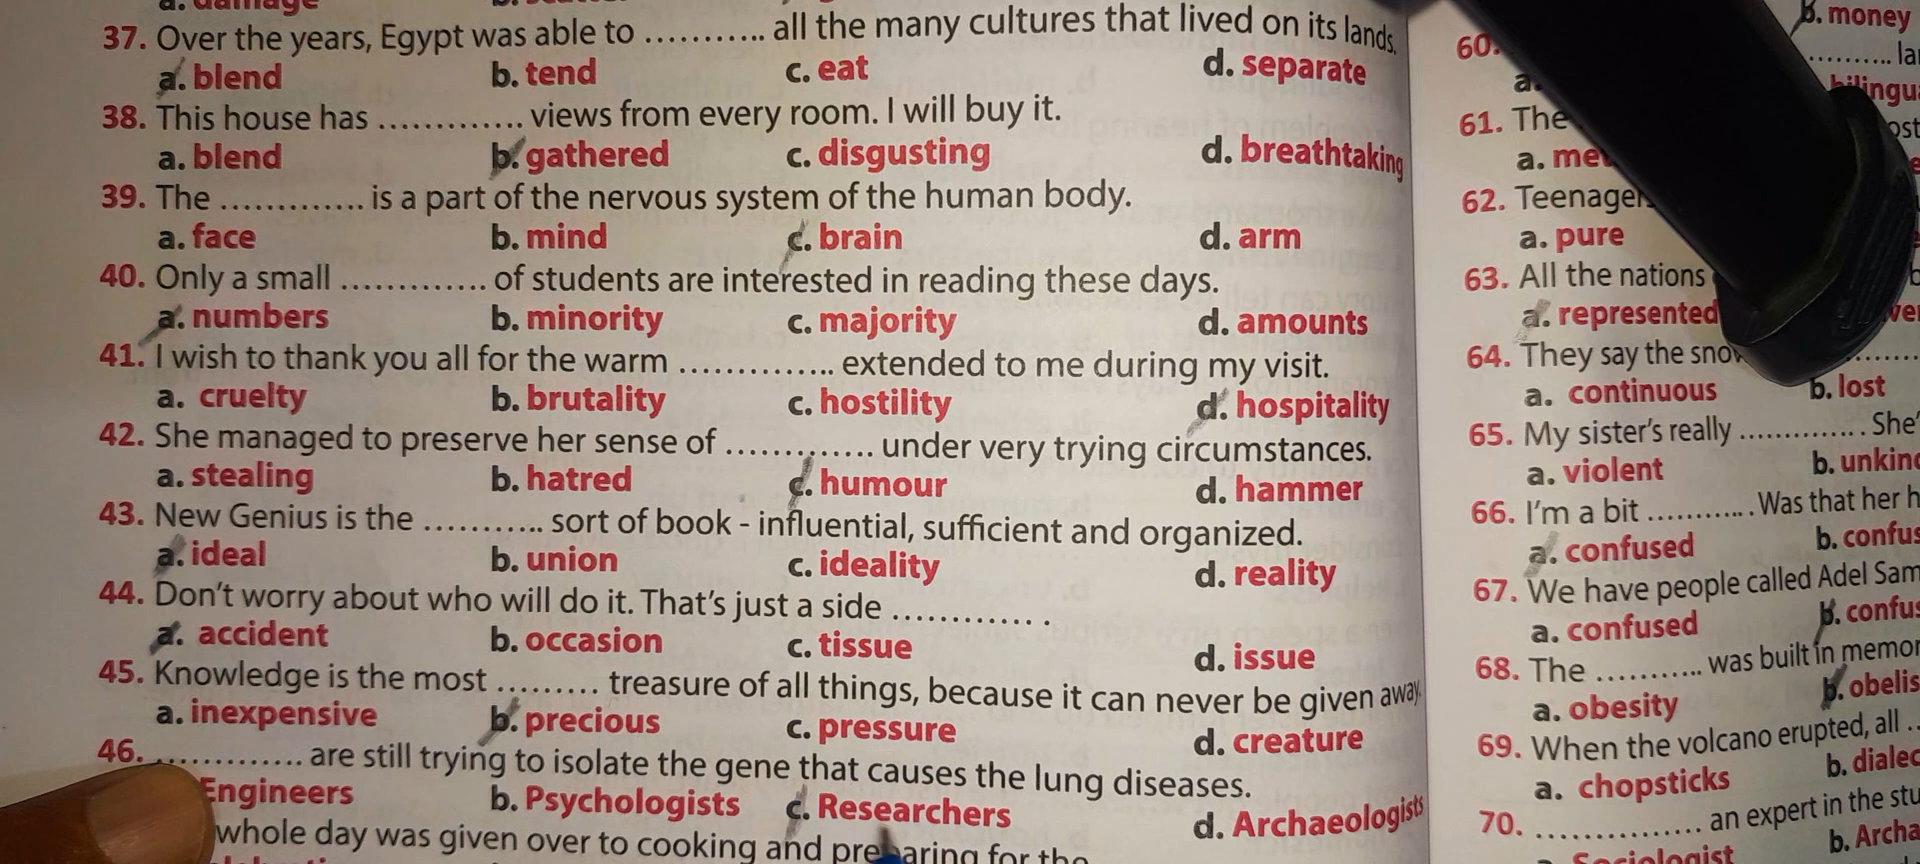 a. damage
37. Over the years, Egypt was able to ........... all the many cultures that lived on its lands.
a. blend b. tend c. eat d. separate
38. This house has ............. views from every room. I will buy it.
a. blend b. gathered c. disgusting d. breathtaking
39. The ............. is a part of the nervous system of the human body.
a. face b. mind c. brain d. arm
40. Only a small ............. of students are interested in reading these days.
a. numbers b. minority c. majority d. amounts
41. I wish to thank you all for the warm ............. extended to me during my visit.
a. cruelty b. brutality c. hostility d. hospitality
42. She managed to preserve her sense of ............. under very trying circumstances.
a. stealing b. hatred c. humour d. hammer
43. New Genius is the ........... sort of book - influential, sufficient and organized.
a. ideal b. union c. ideality d. reality
44. Don't worry about who will do it. That's just a side ............. .
a. accident b. occasion c. tissue d. issue
45. Knowledge is the most ......... treasure of all things, because it can never be given away.
a. inexpensive b. precious c. pressure d. creature
46. ............. are still trying to isolate the gene that causes the lung diseases.
Engineers b. Psychologists c. Researchers d. Archaeologists
whole day was given over to cooking and preparing for the
b. money
60.
a.
61. The
a.
62.
a. pure
63. All the nations
a. represented
64. They say the
a. continuous b. lost
65. My sister's really ............. . She'
a. violent b. unkin
66. I'm a bit ........... . Was that her h
a. confused b. confus
67. We have people called Adel Sam
a. confused b. confus
68. The ........... was built in memor
a. obesity b. obelis
69. When the volcano erupted, all ..
a. chopsticks b. dialec
70. ................ an expert in the stu
b. Archa